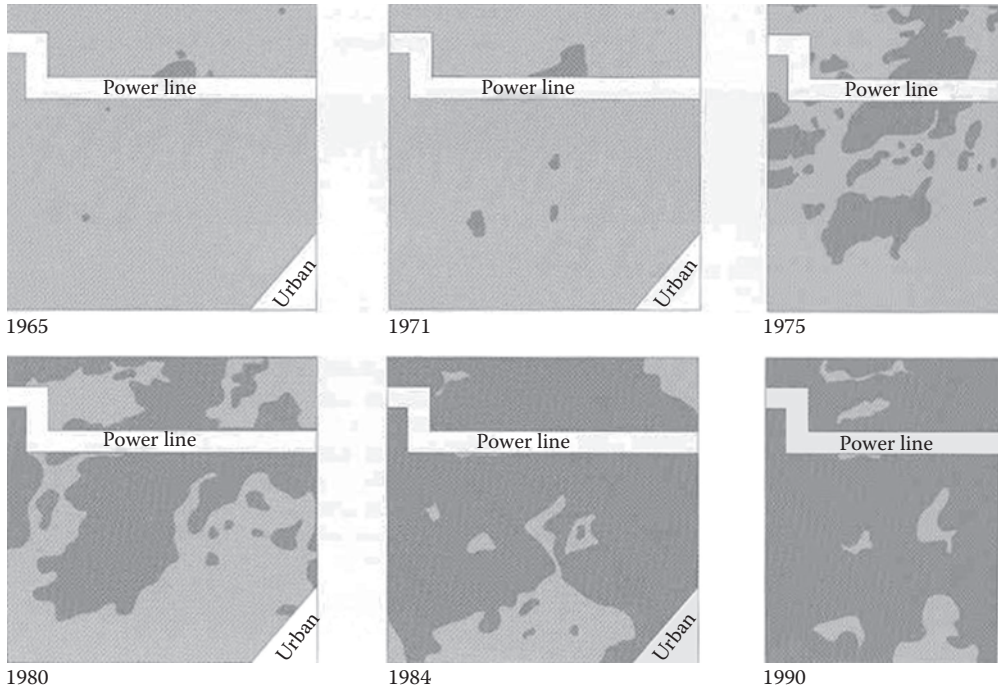 Power line
Urban
1965
Power line
Urban
1971
Power line
1975
Power line
Urban
1980
Power line
Urban
1984
Power line
1990